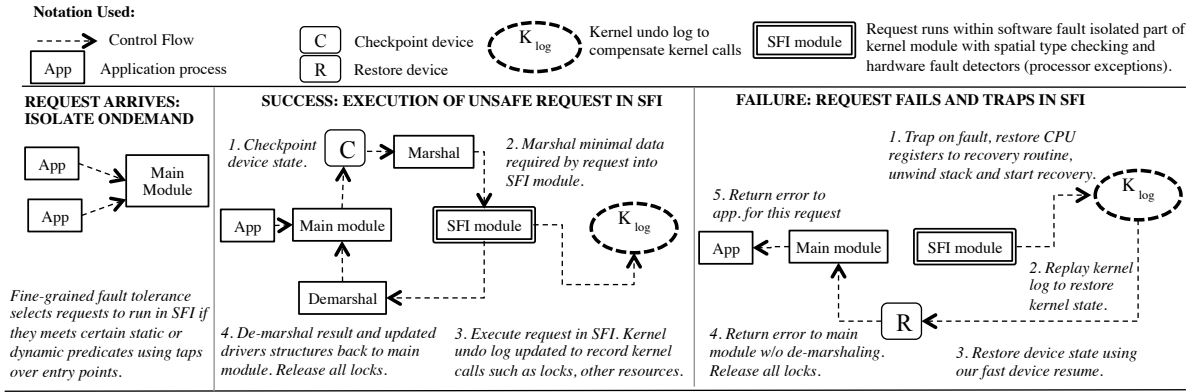 Notation Used:
Control Flow
App
Application process
C
Checkpoint device
R
Restore device
K log
Kernel undo log to
compensate kernel calls
SFI module
Request runs within software fault isolated part of
kernel module with spatial type checking and
hardware fault detectors (processor exceptions).
REQUEST ARRIVES:
ISOLATE ONDEMAND
App
App
Main
Module
Fine-grained fault tolerance
selects requests to run in SFI if
they meets certain static or
dynamic predicates using taps
over entry points.
SUCCESS: EXECUTION OF UNSAFE REQUEST IN SFI
1. Checkpoint
device state.
C
Marshal
2. Marshal minimal data
required by request into
SFI module.
App
Main module
SFI module
K log
Demarshal
4. De-marshal result and updated
drivers structures back to main
module. Release all locks.
3. Execute request in SFI. Kernel
undo log updated to record kernel
calls such as locks, other resources.
FAILURE: REQUEST FAILS AND TRAPS IN SFI
1. Trap on fault, restore CPU
registers to recovery routine,
unwind stack and start recovery.
K log
5. Return error to
app. for this request
App
Main module
SFI module
2. Replay kernel
log to restore
kernel state.
R
4. Return error to main
module w/o de-marshaling.
Release all locks.
3. Restore device state using
our fast device resume.